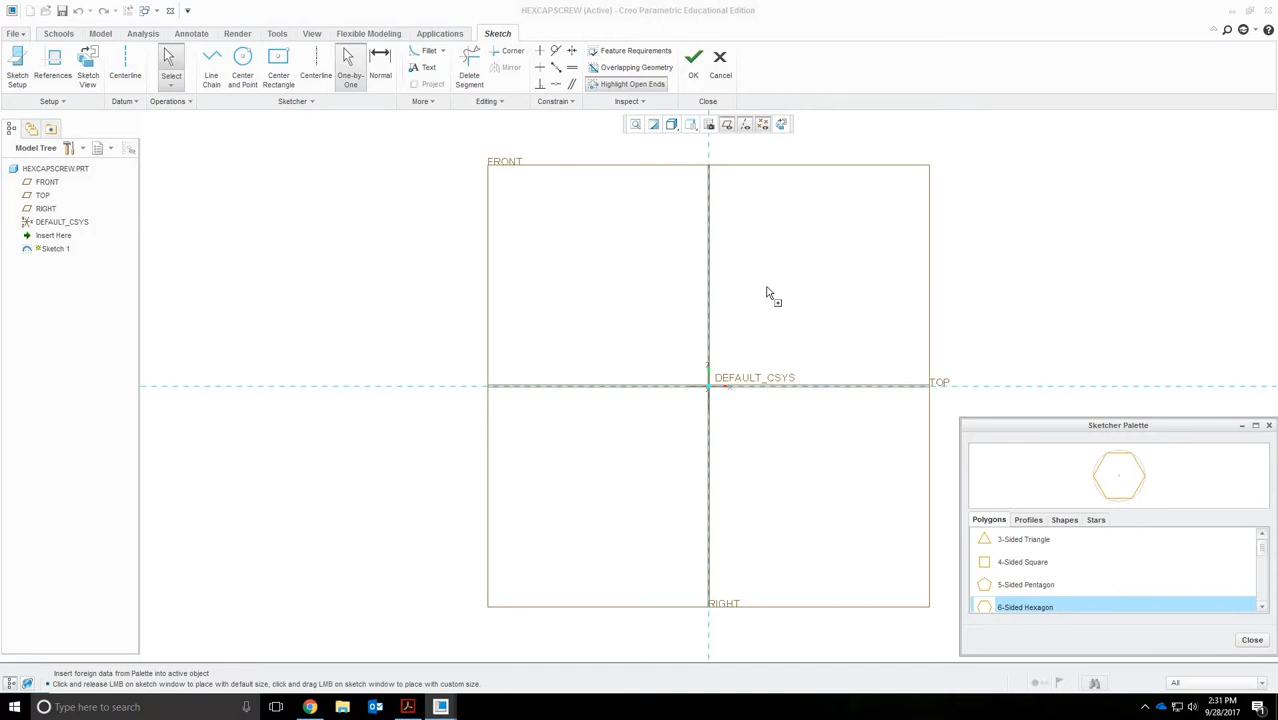 HEXCAPSCREW (Active) - Creo Parametric Educational Edition
File Schools Model Analysis Annotate Render Tools View Flexible Modeling Applications Sketch
Sketch Setup References Sketch View Centerline Select Line Chain Center and Point Center Rectangle Centerline One-by-One Normal
Fillet Corner
Text Mirror
Project
Delete Segment
Feature Requirements
Overlapping Geometry
Highlight Open Ends
OK Cancel
Setup Datum Operations Sketcher More Editing Constrain Inspect Close
Model Tree
HEXCAPSCREW.PRT
FRONT
TOP
RIGHT
DEFAULT_CSYS
Insert Here
Sketch 1
FRONT
DEFAULT_CSYS
TOP
RIGHT
Sketcher Palette
Polygons Profiles Shapes Stars
3-Sided Triangle
4-Sided Square
5-Sided Pentagon
6-Sided Hexagon
Close
Insert foreign data from Palette into active object
• Click and release LMB on sketch window to place with default size, click and drag LMB on sketch window to place with custom size.
All
Type here to search
2:31 PM
9/28/2017